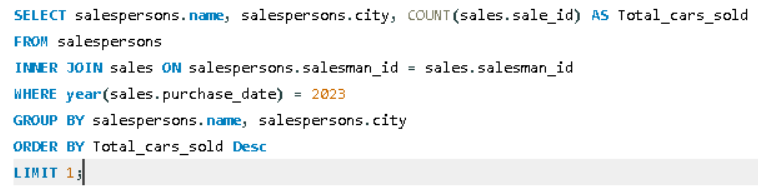 SELECT salespersons.name, salespersons.city, COUNT(sales.sale_id) AS Total_cars_sold
FROM salespersons
INNER JOIN sales ON salespersons.salesman_id = sales.salesman_id
WHERE year(sales.purchase_date) = 2023
GROUP BY salespersons.name, salespersons.city
ORDER BY Total_cars_sold Desc
LIMIT 1;